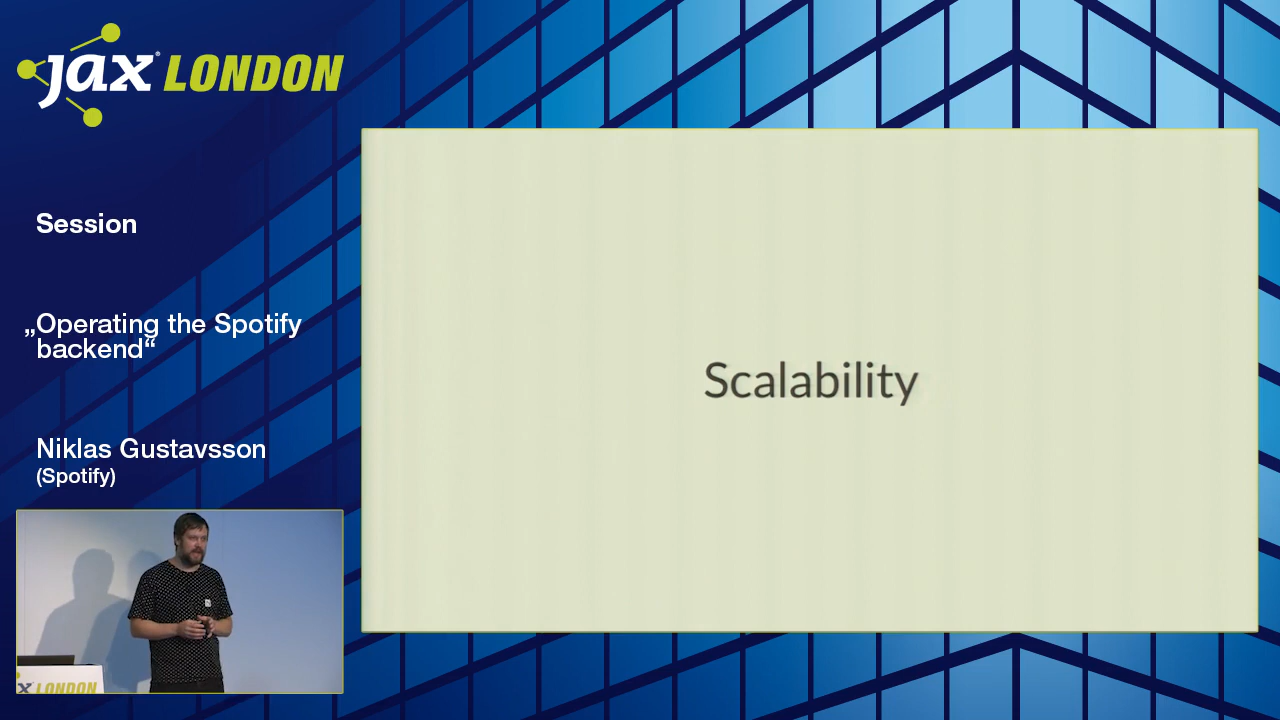 jax® LONDON
Session
„Operating the Spotify
backend“
Niklas Gustavsson
(Spotify)
Scalability
X LONDON